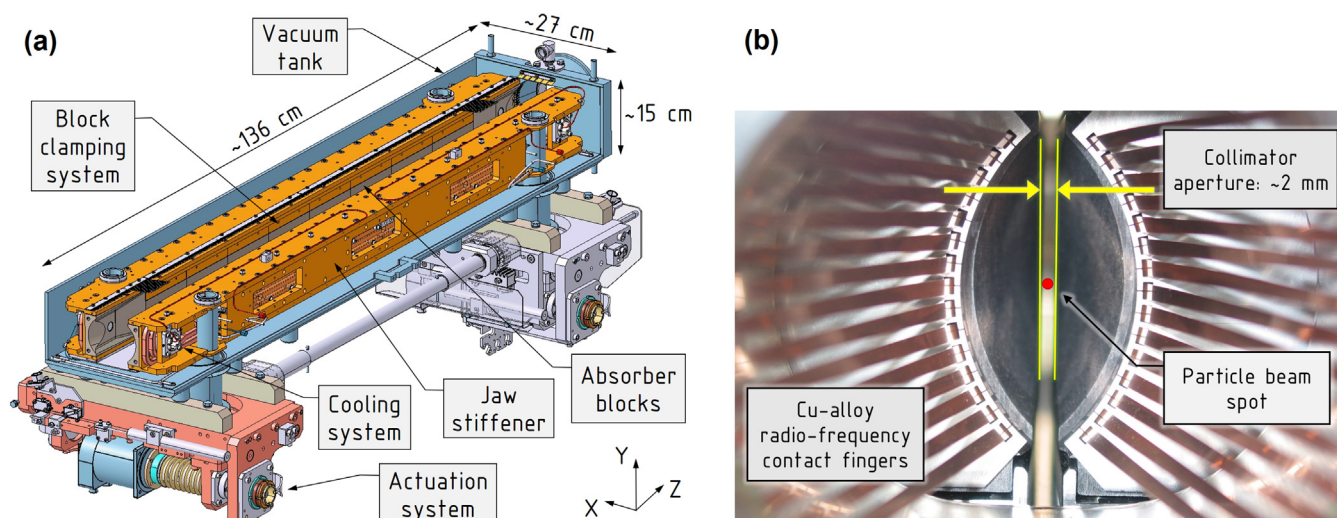 (a)
Vacuum
tank
~27 cm
~15 cm
~136 cm
Block
clamping
system
Cooling
system
Jaw
stiffener
Absorber
blocks
Actuation
system
Y
X
Z
(b)
Collimator
aperture: ~2 mm
Particle beam
spot
Cu-alloy
radio-frequency
contact fingers